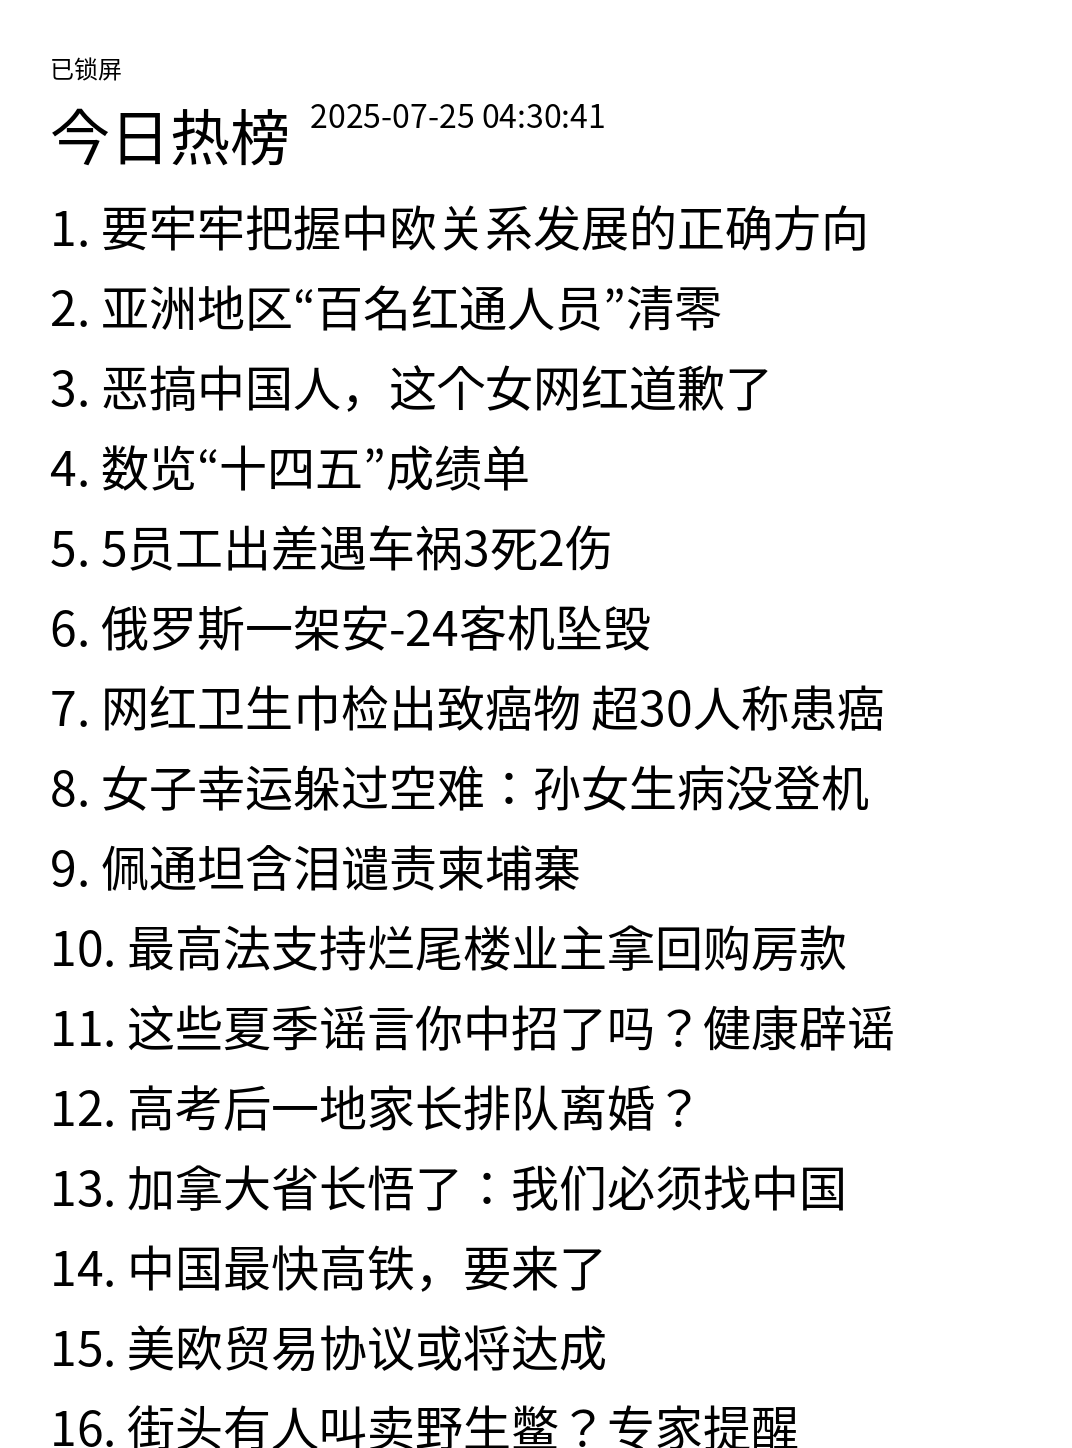 已锁屏
今日热榜 2025-07-25 04:30:41
1. 要牢牢把握中欧关系发展的正确方向
2. 亚洲地区“百名红通人员”清零
3. 恶搞中国人，这个女网红道歉了
4. 数览“十四五”成绩单
5. 5员工出差遇车祸3死2伤
6. 俄罗斯一架安-24客机坠毁
7. 网红卫生巾检出致癌物 超30人称患癌
8. 女子幸运躲过空难：孙女生病没登机
9. 佩通坦含泪谴责柬埔寨
10. 最高法支持烂尾楼业主拿回购房款
11. 这些夏季谣言你中招了吗？健康辟谣
12. 高考后一地家长排队离婚？
13. 加拿大省长悟了：我们必须找中国
14. 中国最快高铁，要来了
15. 美欧贸易协议或将达成
16. 街头有人叫卖野生鳖？专家提醒